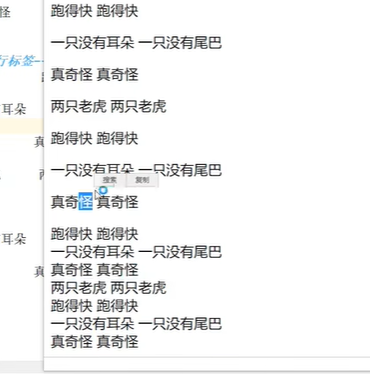 怪
行标签--
耳朵
真
两
耳朵
真
跑得快 跑得快
一只没有耳朵 一只没有尾巴
真奇怪 真奇怪
两只老虎 两只老虎
跑得快 跑得快
一只没有耳朵 一只没有尾巴
搜索 复制
真奇怪 真奇怪
跑得快 跑得快
一只没有耳朵 一只没有尾巴
真奇怪 真奇怪
两只老虎 两只老虎
跑得快 跑得快
一只没有耳朵 一只没有尾巴
真奇怪 真奇怪